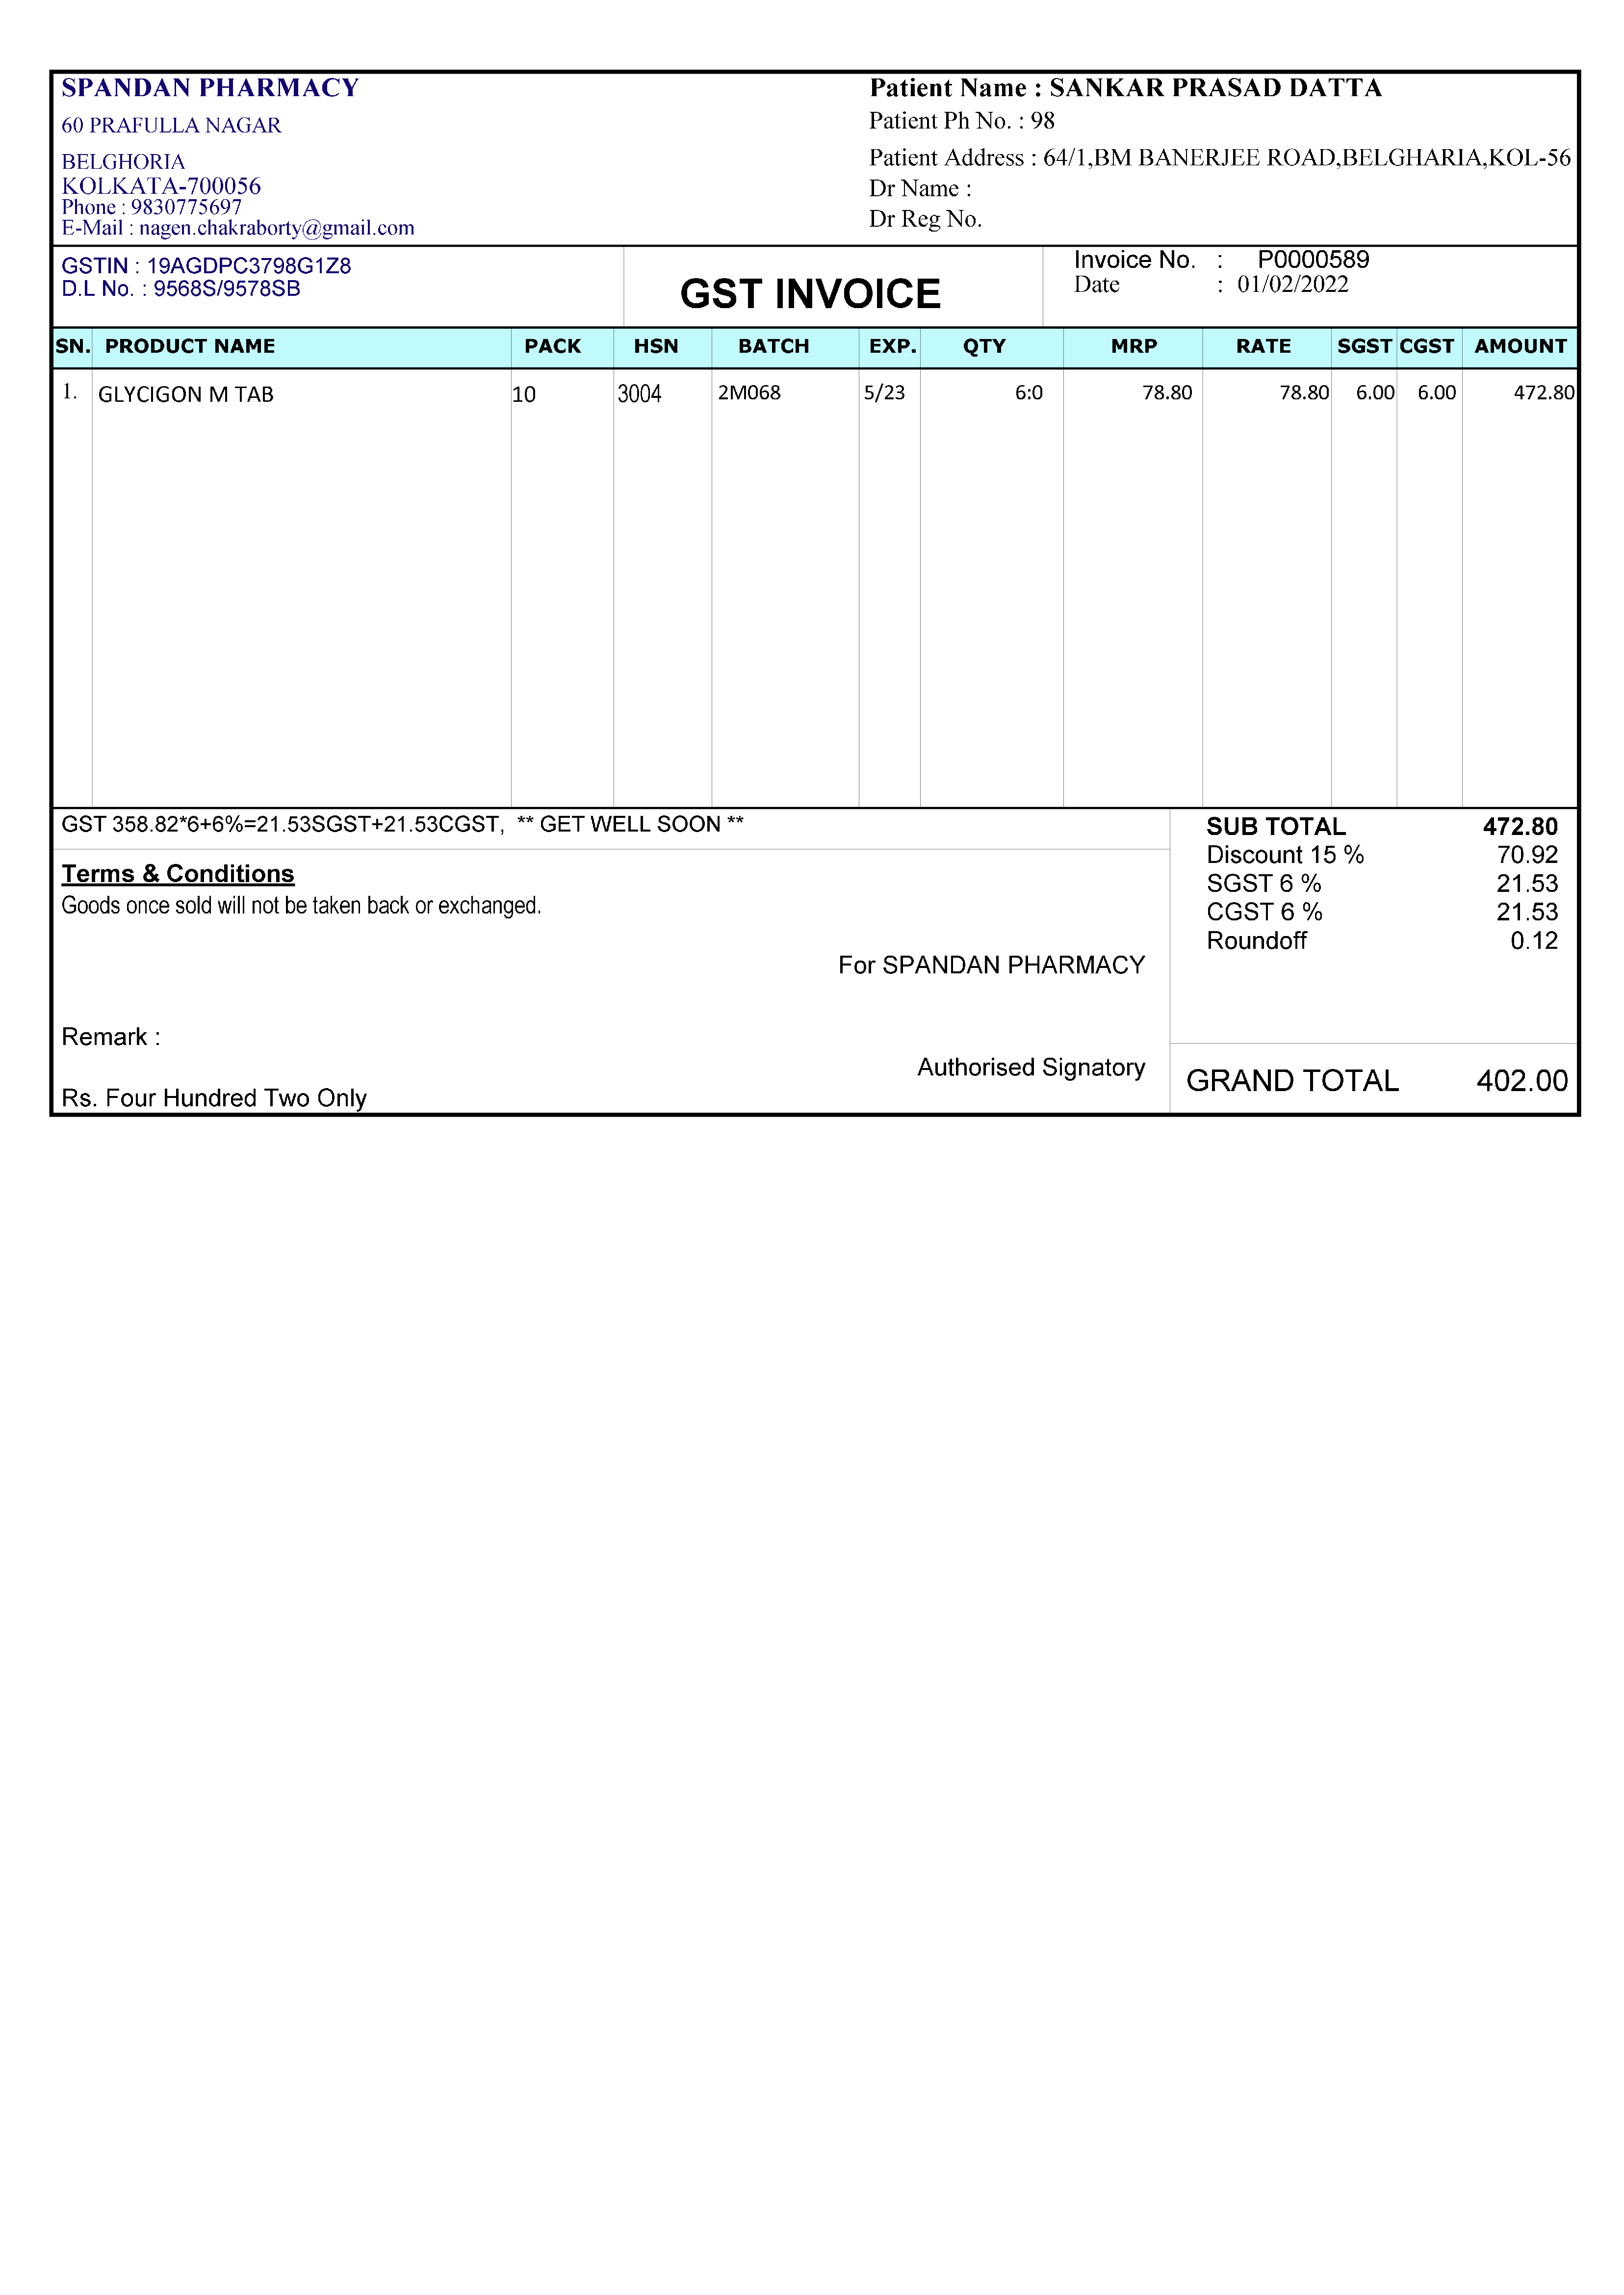 SPANDAN PHARMACY
60 PRAFULLA NAGAR
BELGHORIA
KOLKATA-700056
Phone : 9830775697
E-Mail : nagen.chakraborty@gmail.com
Patient Name : SANKAR PRASAD DATTA
Patient Ph No. : 98
Patient Address : 64/1,BM BANERJEE ROAD,BELGHARIA,KOL-56
Dr Name :
Dr Reg No.
GSTIN : 19AGDPC3798G1Z8
D.L No. : 9568S/9578SB
GST INVOICE
Invoice No. : P0000589
Date : 01/02/2022
SN. PRODUCT NAME PACK HSN BATCH EXP. QTY MRP RATE SGST CGST AMOUNT
1. GLYCIGON M TAB 10 3004 2M068 5/23 6:0 78.80 78.80 6.00 6.00 472.80
GST 358.82*6+6%=21.53SGST+21.53CGST, ** GET WELL SOON **
Terms & Conditions
Goods once sold will not be taken back or exchanged.
For SPANDAN PHARMACY
Remark :
Authorised Signatory
Rs. Four Hundred Two Only
SUB TOTAL 472.80
Discount 15 % 70.92
SGST 6 % 21.53
CGST 6 % 21.53
Roundoff 0.12
GRAND TOTAL 402.00